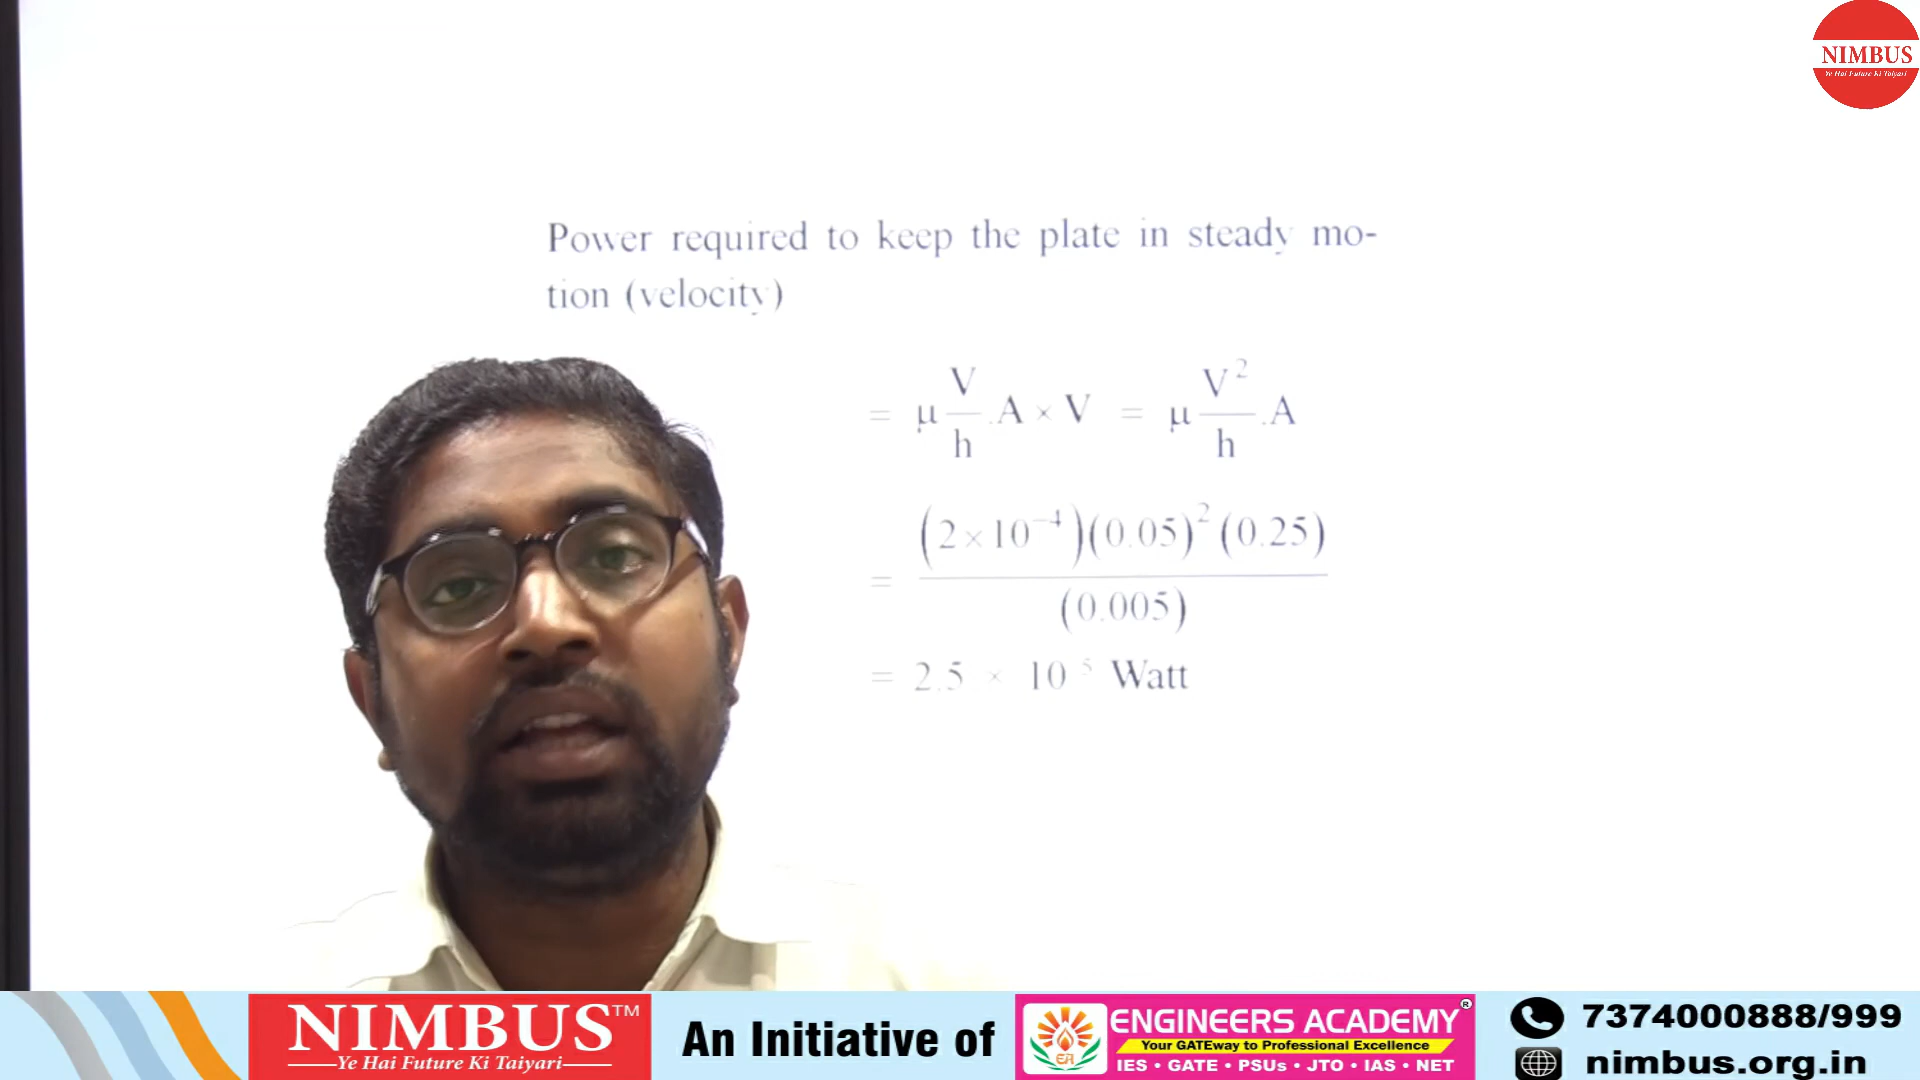 NIMBUS
Ye Hai Future Ki Taiyari
Power required to keep the plate in steady mo-
tion (velocity)
= μ V/h .A × V = μ V²/h .A
= (2×10⁻⁴)(0.05)²(0.25) / (0.005)
= 2.5 × 10⁻⁵ Watt
NIMBUS™
Ye Hai Future Ki Taiyari
An Initiative of
EA
ENGINEERS ACADEMY®
Your GATEway to Professional Excellence
IES • GATE • PSUs • JTO • IAS • NET
7374000888/999
nimbus.org.in